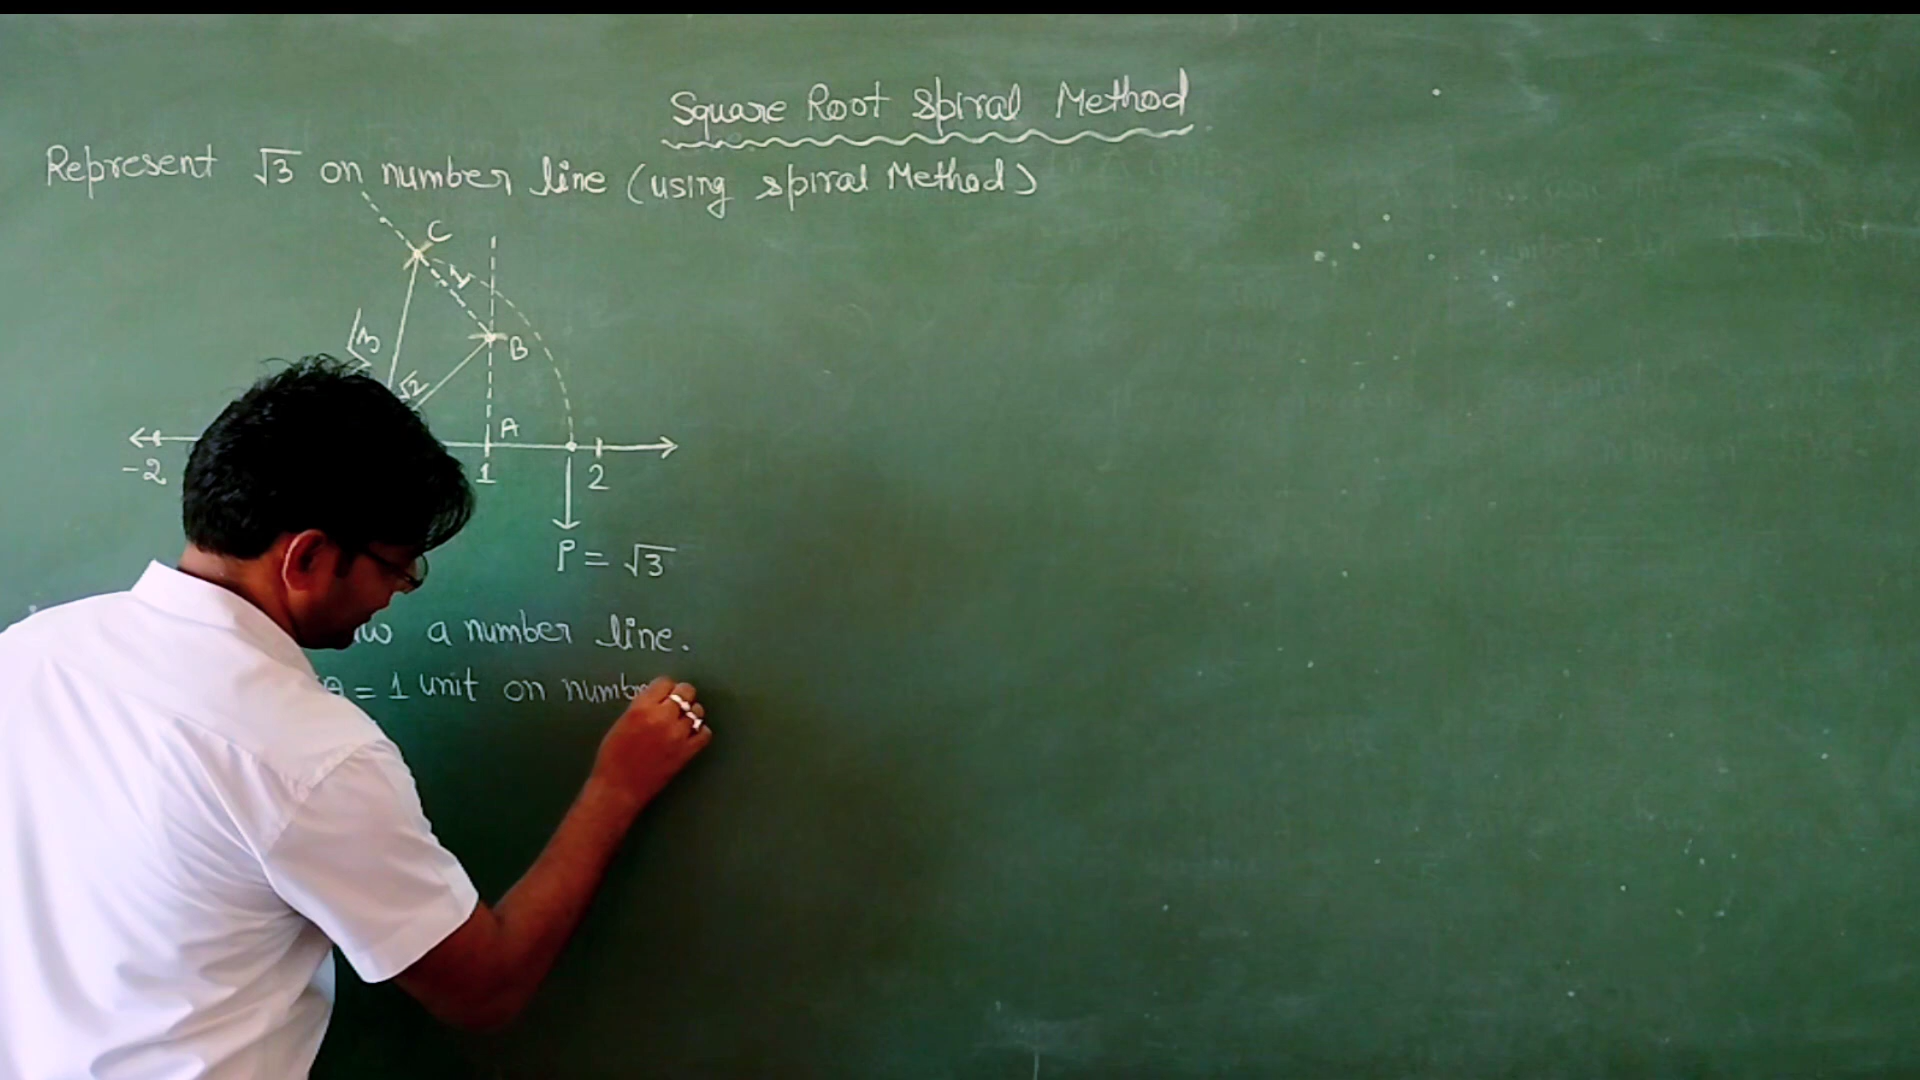 Square Root Spiral Method
Represent √3 on number line (using spiral Method)
C
1
√3
B
√2
A
-2 1 2
P = √3
a number line.
= 1 unit on